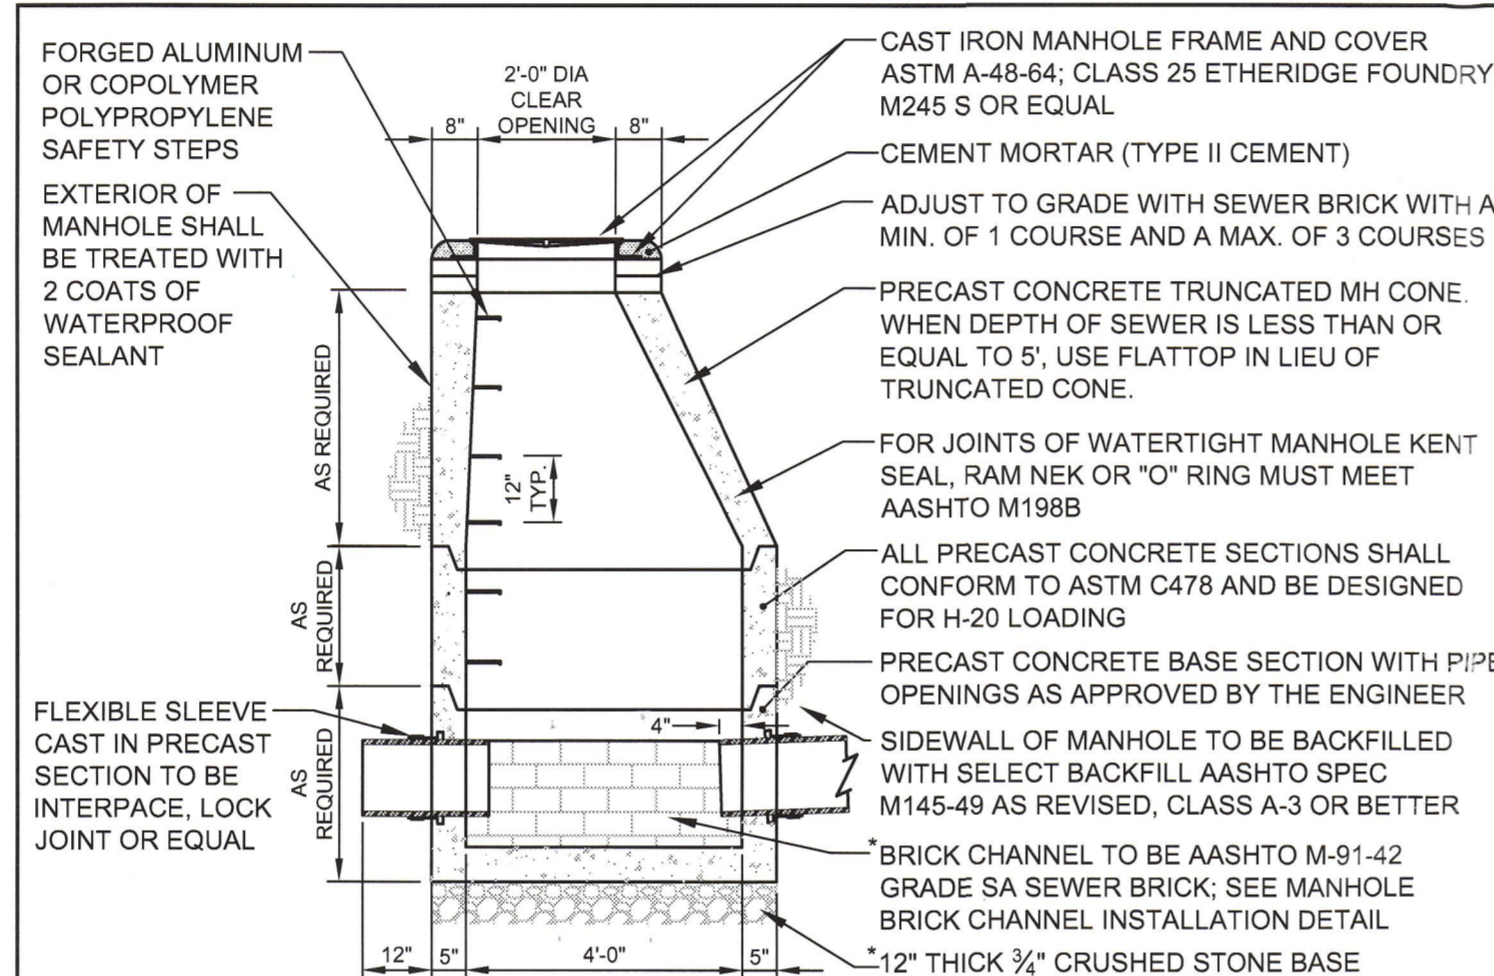 FORGED ALUMINUM
OR COPOLYMER
POLYPROPYLENE
SAFETY STEPS
EXTERIOR OF
MANHOLE SHALL
BE TREATED WITH
2 COATS OF
WATERPROOF
SEALANT
FLEXIBLE SLEEVE
CAST IN PRECAST
SECTION TO BE
INTERPACE, LOCK
JOINT OR EQUAL
2'-0" DIA
CLEAR
OPENING
8"
8"
AS REQUIRED
12"
TYP.
AS
REQUIRED
AS
REQUIRED
4"
12"
5"
4'-0"
5"
CAST IRON MANHOLE FRAME AND COVER
ASTM A-48-64; CLASS 25 ETHERIDGE FOUNDRY
M245 S OR EQUAL
CEMENT MORTAR (TYPE II CEMENT)
ADJUST TO GRADE WITH SEWER BRICK WITH A
MIN. OF 1 COURSE AND A MAX. OF 3 COURSES
PRECAST CONCRETE TRUNCATED MH CONE.
WHEN DEPTH OF SEWER IS LESS THAN OR
EQUAL TO 5', USE FLATTOP IN LIEU OF
TRUNCATED CONE.
FOR JOINTS OF WATERTIGHT MANHOLE KENT
SEAL, RAM NEK OR "O" RING MUST MEET
AASHTO M198B
ALL PRECAST CONCRETE SECTIONS SHALL
CONFORM TO ASTM C478 AND BE DESIGNED
FOR H-20 LOADING
PRECAST CONCRETE BASE SECTION WITH PIPE
OPENINGS AS APPROVED BY THE ENGINEER
SIDEWALL OF MANHOLE TO BE BACKFILLED
WITH SELECT BACKFILL AASHTO SPEC
M145-49 AS REVISED, CLASS A-3 OR BETTER
*BRICK CHANNEL TO BE AASHTO M-91-42
GRADE SA SEWER BRICK; SEE MANHOLE
BRICK CHANNEL INSTALLATION DETAIL
*12" THICK ¾" CRUSHED STONE BASE